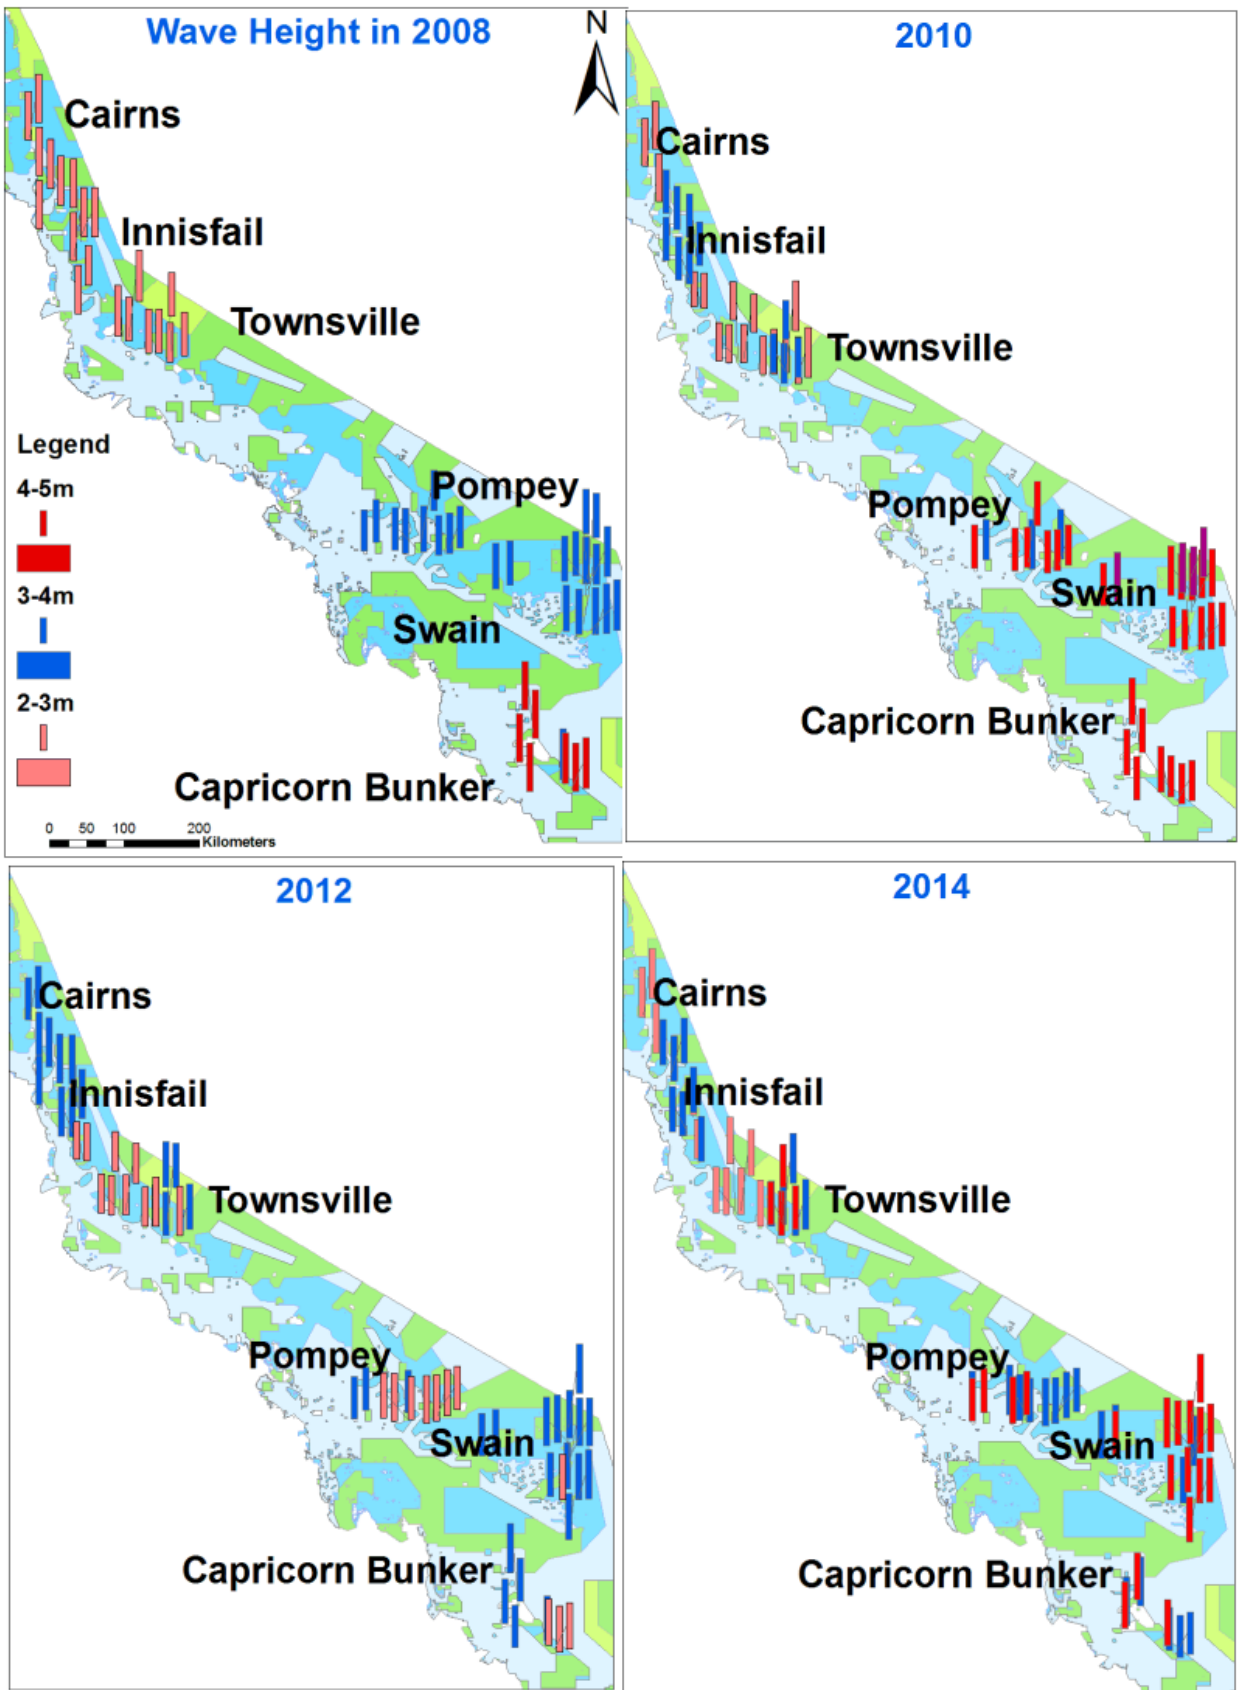 Wave Height in 2008
N
Cairns
Innisfail
Townsville
Legend
4-5m
3-4m
2-3m
Pompey
Swain
Capricorn Bunker
0 50 100 200
Kilometers
2010
Cairns
Innisfail
Townsville
Pompey
Swain
Capricorn Bunker
2012
Cairns
Innisfail
Townsville
Pompey
Swain
Capricorn Bunker
2014
Cairns
Innisfail
Townsville
Pompey
Swain
Capricorn Bunker